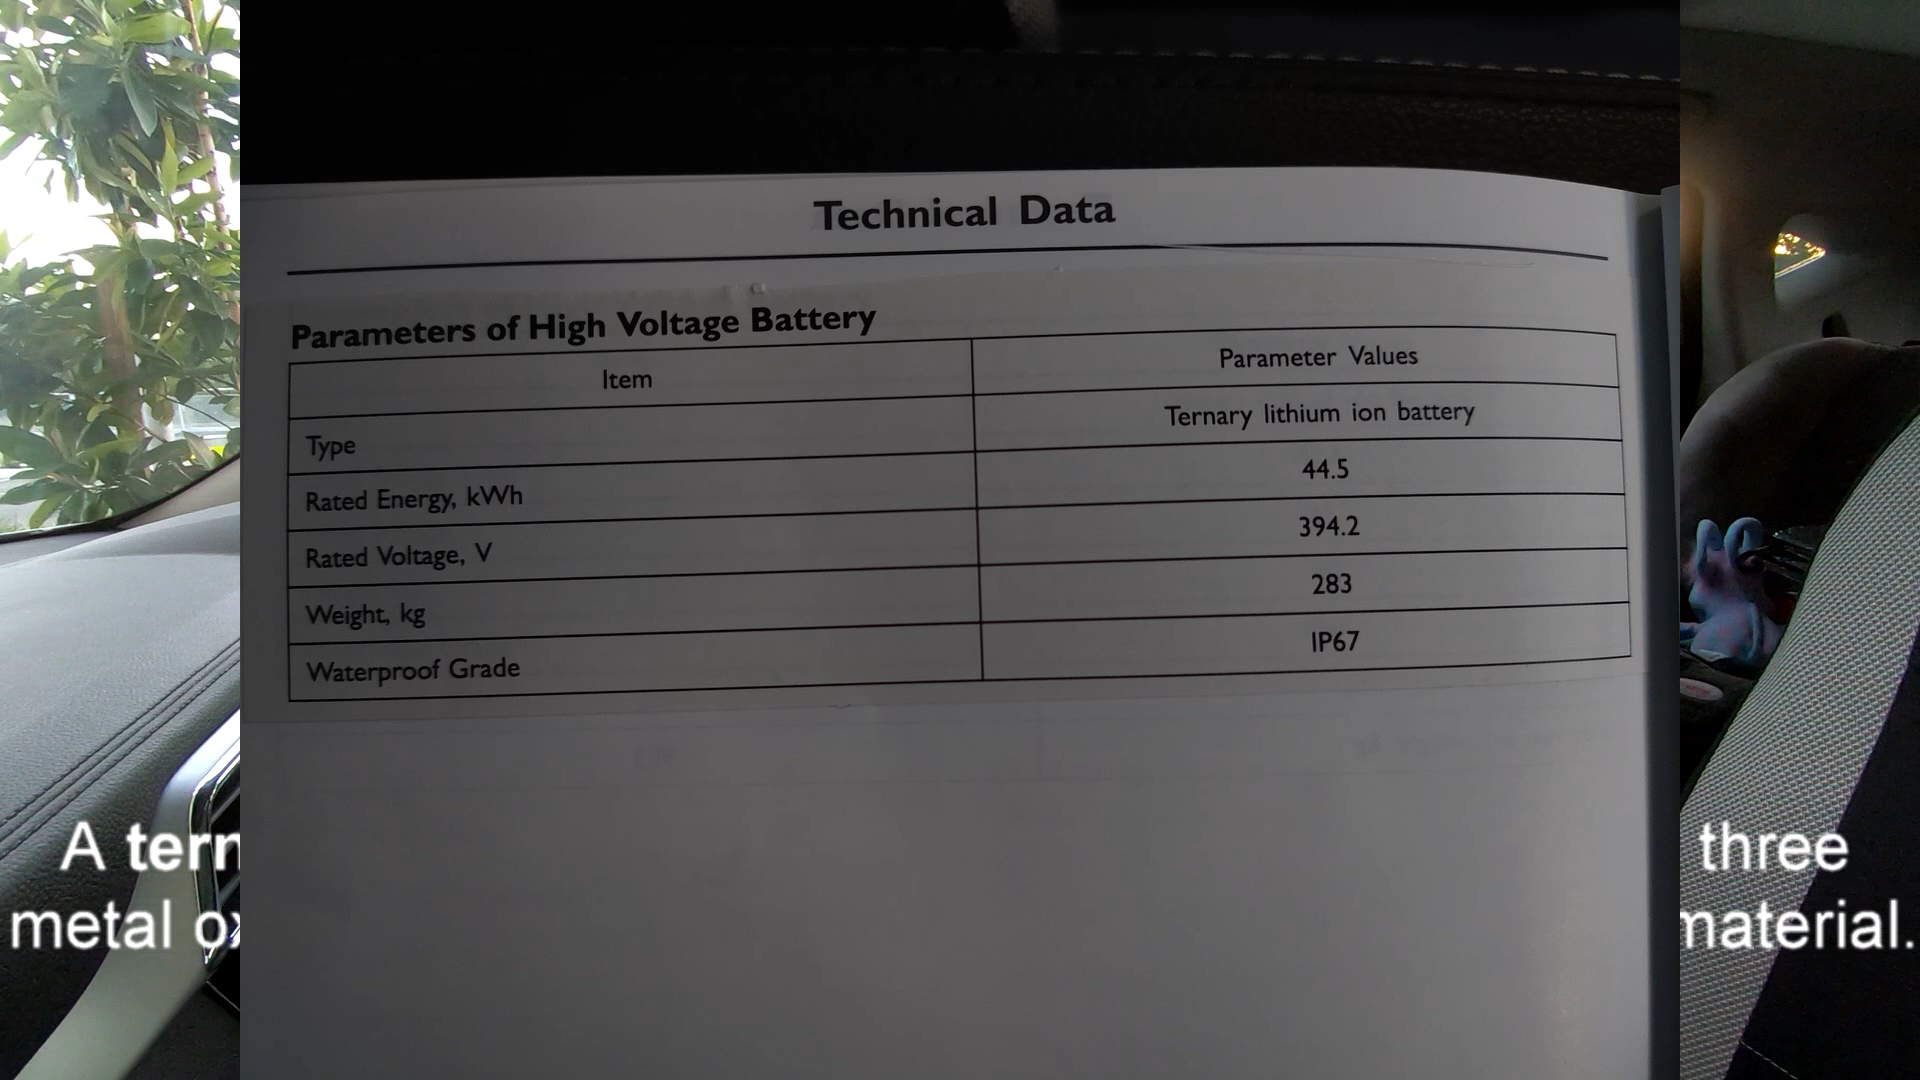 Technical Data
Parameters of High Voltage Battery
Item Parameter Values
Type Ternary lithium ion battery
Rated Energy, kWh 44.5
Rated Voltage, V 394.2
Weight, kg 283
Waterproof Grade IP67
A three
metal material.